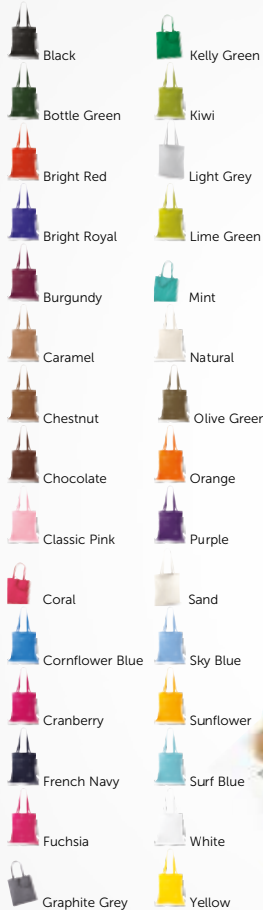 Black
Kelly Green
Bottle Green
Kiwi
Bright Red
Light Grey
Bright Royal
Lime Green
Burgundy
Mint
Caramel
Natural
Chestnut
Olive Green
Chocolate
Orange
Classic Pink
Purple
Coral
Sand
Cornflower Blue
Sky Blue
Cranberry
Sunflower
French Navy
Surf Blue
Fuchsia
White
Graphite Grey
Yellow